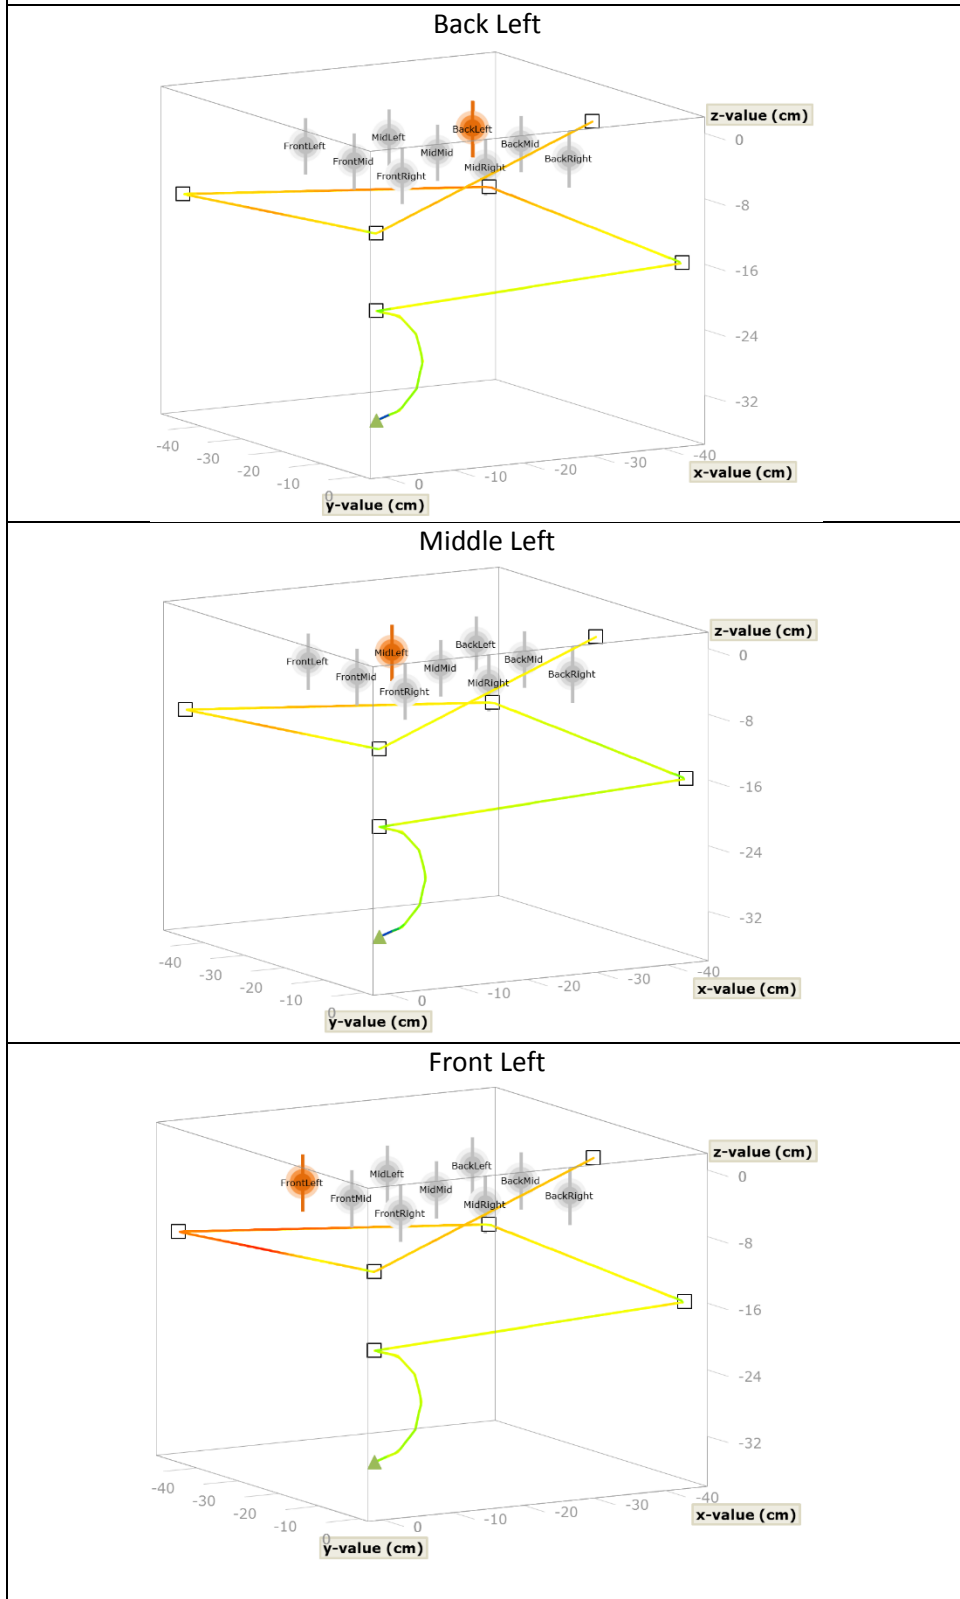 Back Left
z-value (cm)
BackLeft
MidLeft
BackMid
FrontLeft
0
MidMid
FrontMid
BackRight
MidRight
FrontRight
-8
-16
-24
-32
-40
-30
-20
-10
0
0
-10
-20
-30
-40
x-value (cm)
y-value (cm)
Middle Left
z-value (cm)
BackLeft
MidLeft
BackMid
FrontLeft
0
MidMid
FrontMid
BackRight
MidRight
FrontRight
-8
-16
-24
-32
-40
-30
-20
-10
0
0
-10
-20
-30
-40
x-value (cm)
y-value (cm)
Front Left
z-value (cm)
BackLeft
MidLeft
BackMid
FrontLeft
0
MidMid
FrontMid
BackRight
MidRight
FrontRight
-8
-16
-24
-32
-40
-30
-20
-10
0
0
-10
-20
-30
-40
x-value (cm)
y-value (cm)